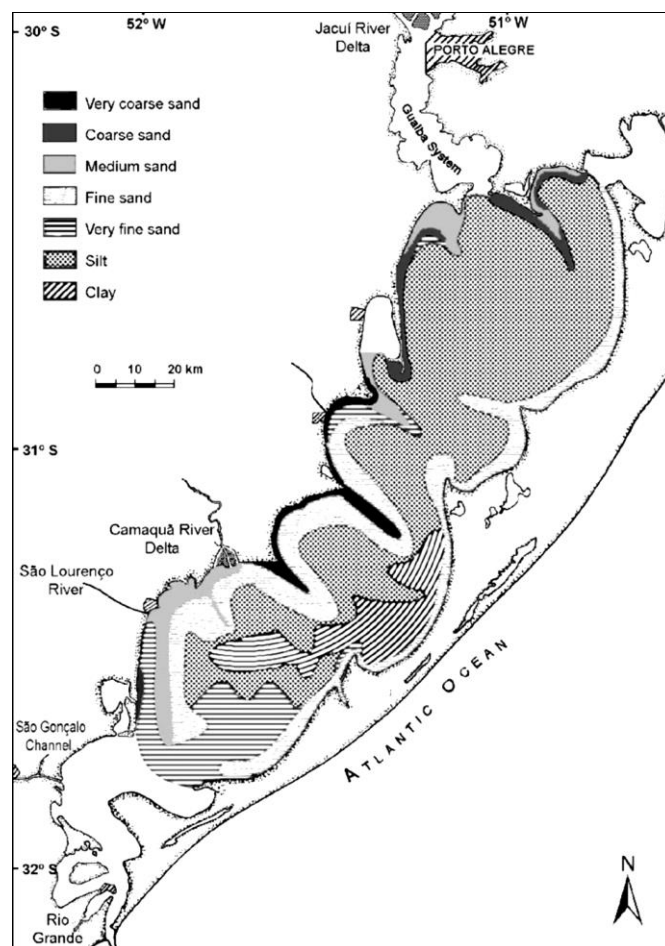 30° S
52° W
51° W
Jacuí River
Delta
PORTO ALEGRE
Guaíba System
Very coarse sand
Coarse sand
Medium sand
Fine sand
Very fine sand
Silt
Clay
0 10 20 km
31° S
Camaquã River
Delta
São Lourenço
River
ATLANTIC OCEAN
São Gonçalo
Channel
32° S
Rio
Grande
N